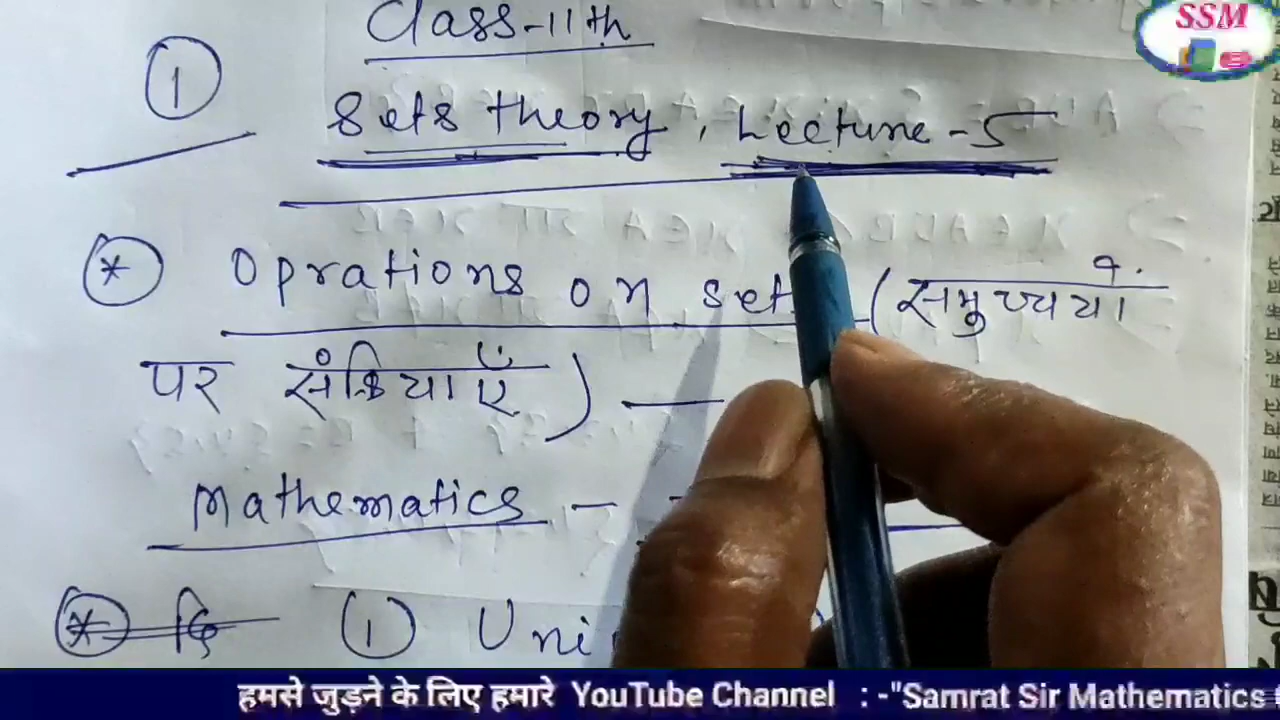 Class-11th
SSM
①
Sets theory, Lecture-5
* Oprations on set (समुच्चया
पर संक्रियाएँ) —
Mathematics -
* दि (1) Uni
हमसे जुड़ने के लिए हमारे YouTube Channel :-"Samrat Sir Mathematics